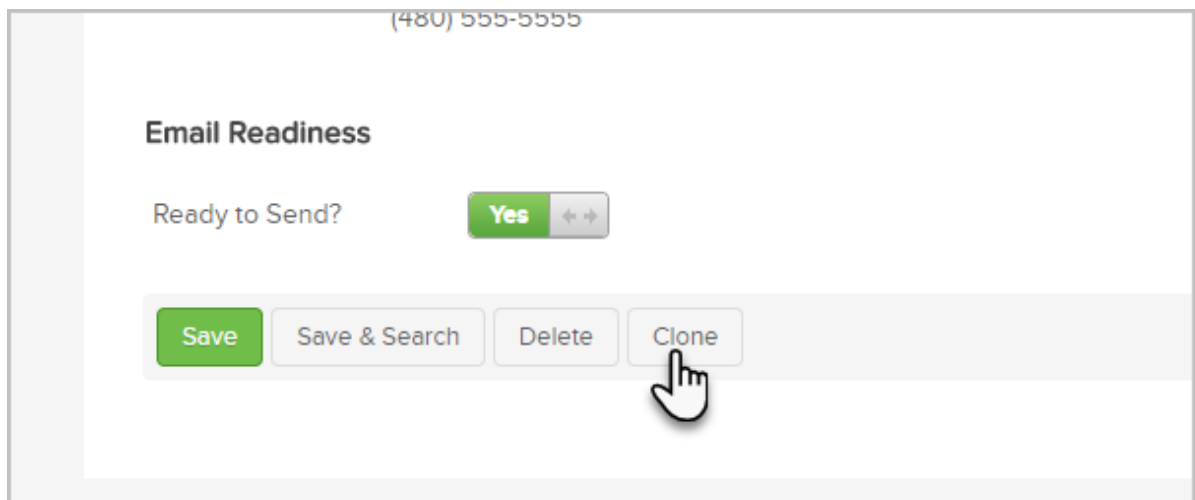 (480) 555-5555
Email Readiness
Ready to Send? Yes
Save Save & Search Delete Clone